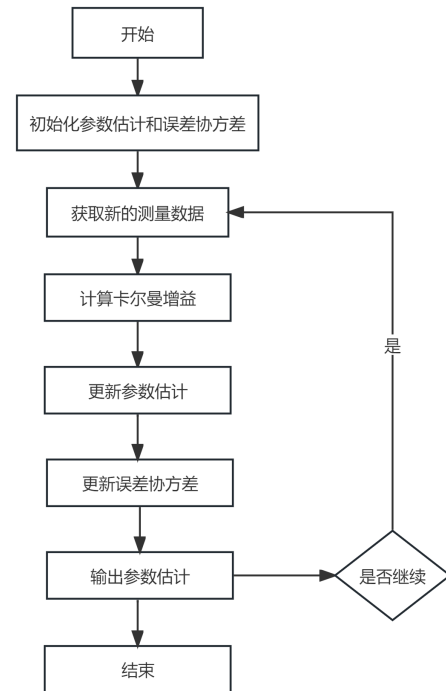 开始
初始化参数估计和误差协方差
获取新的测量数据
计算卡尔曼增益
是
更新参数估计
更新误差协方差
输出参数估计
是否继续
结束